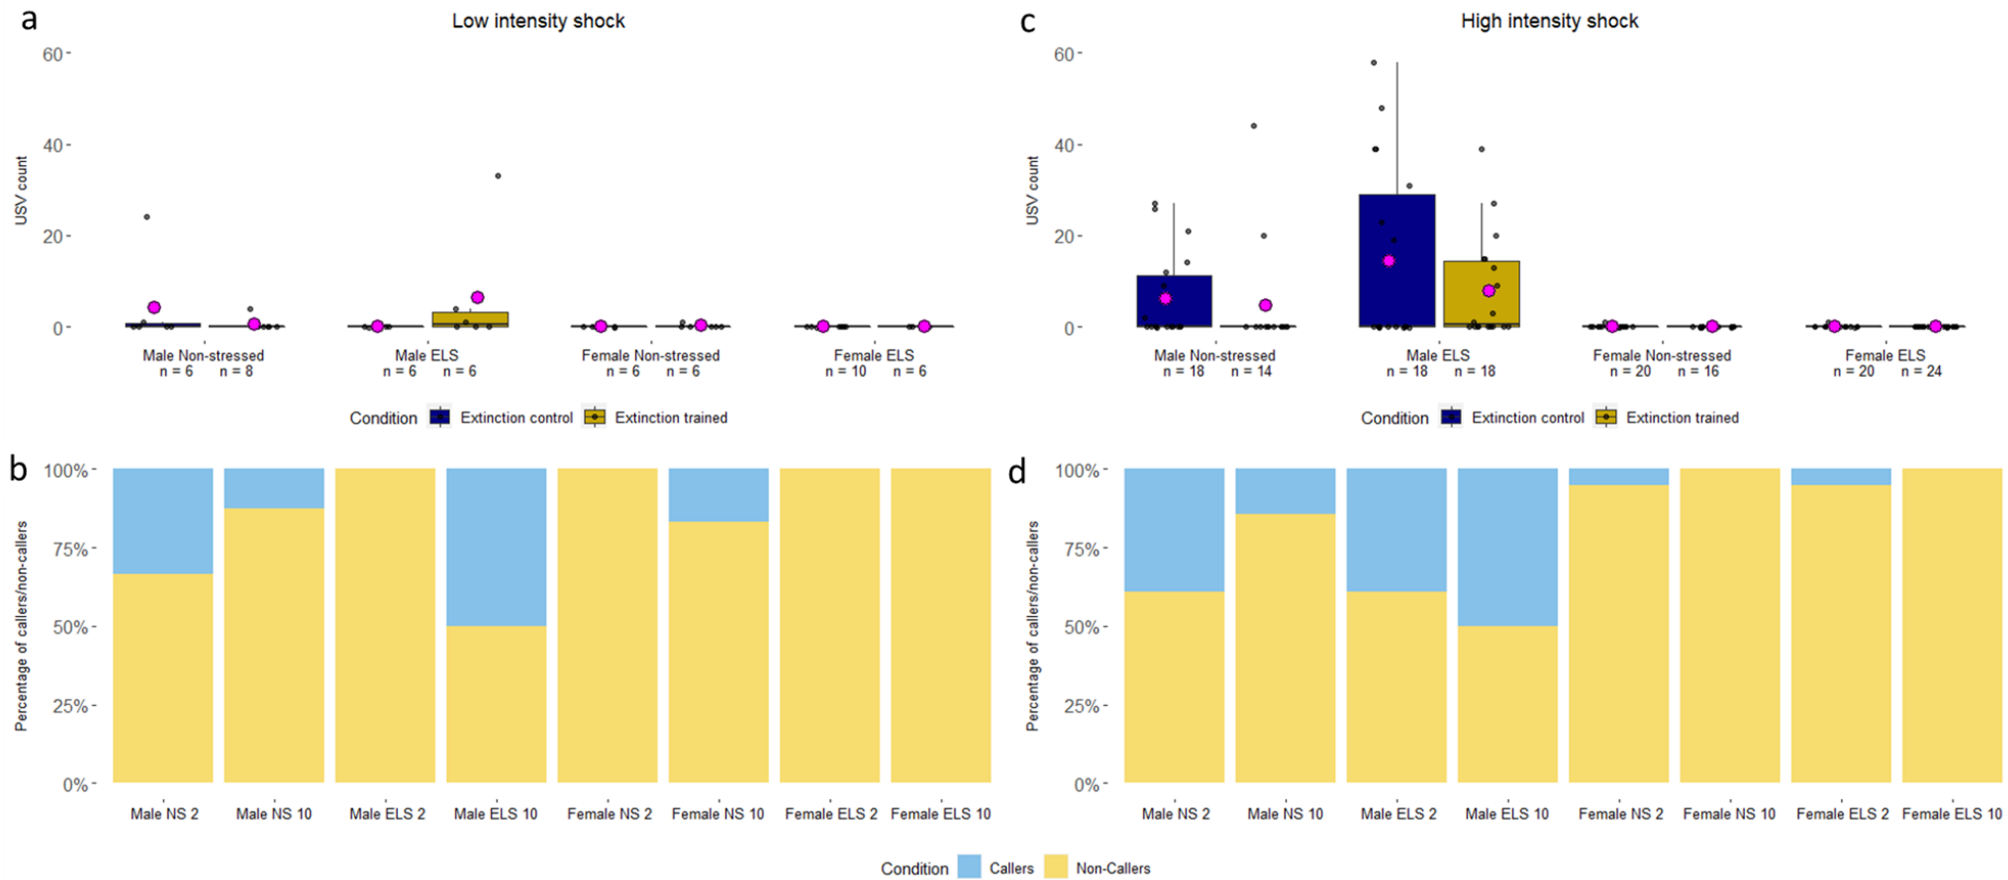 a
Low intensity shock
60
40
20
0
USV count
Male Non-stressed
n = 6 n = 8
Male ELS
n = 6 n = 6
Female Non-stressed
n = 6 n = 6
Female ELS
n = 10 n = 6
Condition Extinction control Extinction trained
c
High intensity shock
60
40
20
0
USV count
Male Non-stressed
n = 18 n = 14
Male ELS
n = 18 n = 18
Female Non-stressed
n = 20 n = 16
Female ELS
n = 20 n = 24
Condition Extinction control Extinction trained
b
100%
75%
50%
25%
0%
Percentage of callers/non-callers
Male NS 2 Male NS 10 Male ELS 2 Male ELS 10 Female NS 2 Female NS 10 Female ELS 2 Female ELS 10
d
100%
75%
50%
25%
0%
Percentage of callers/non-callers
Male NS 2 Male NS 10 Male ELS 2 Male ELS 10 Female NS 2 Female NS 10 Female ELS 2 Female ELS 10
Condition Callers Non-Callers